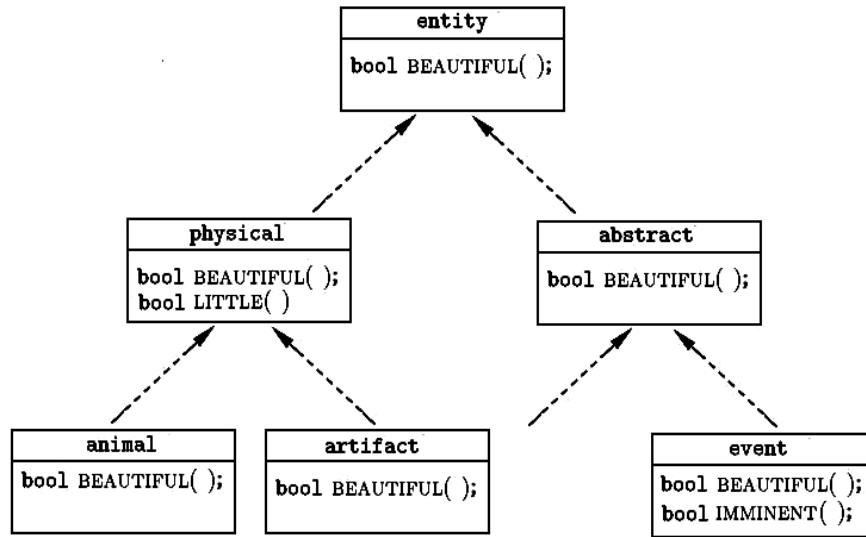 entity
bool BEAUTIFUL( );
physical
bool BEAUTIFUL( );
bool LITTLE( )
abstract
bool BEAUTIFUL( );
animal
bool BEAUTIFUL( );
artifact
bool BEAUTIFUL( );
event
bool BEAUTIFUL( );
bool IMMINENT( );